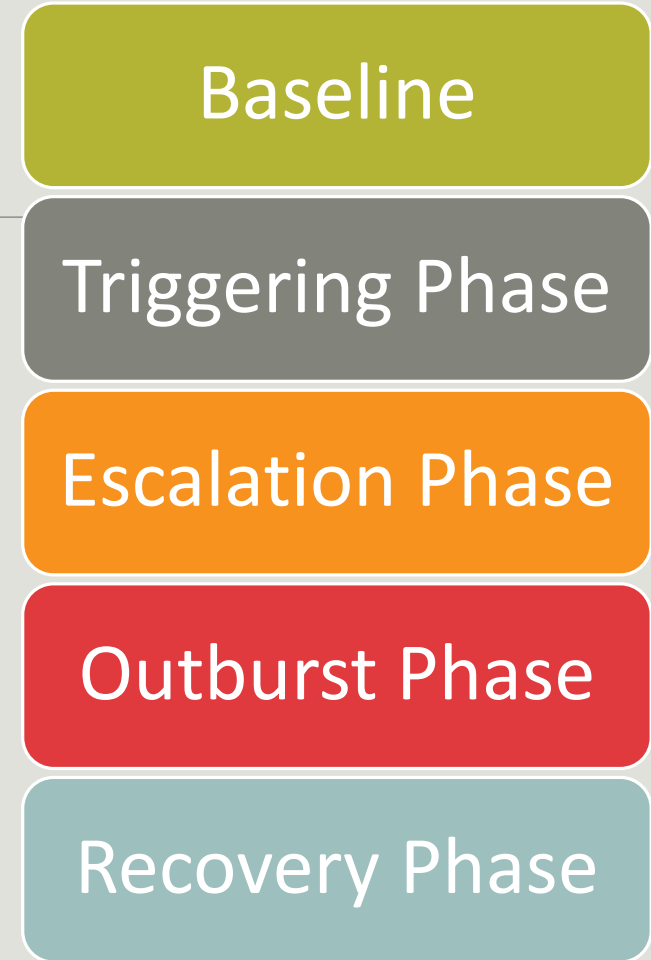 Baseline
Triggering Phase
Escalation Phase
Outburst Phase
Recovery Phase